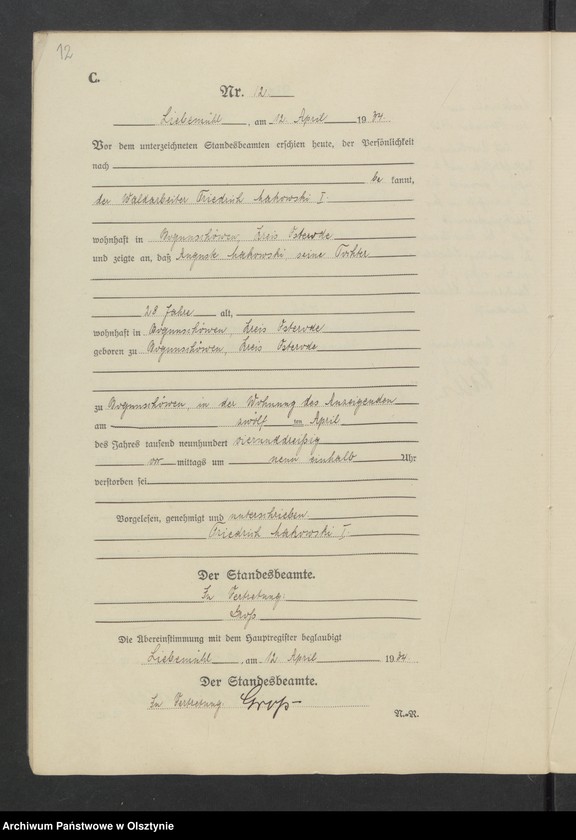 12
C.
Nr. 12
Liebemühl, am 12 April 1934
Vor dem unterzeichneten Standesbeamten erschien heute, der Persönlichkeit
nach
be kannt,
der Waldarbeiter Friedrich Makowski I.
wohnhaft in Bogunschöwen, Kreis Osterode
und zeigte an, daß Auguste Makowski, seine Tochter
28 Jahre alt,
wohnhaft in Bogunschöwen, Kreis Osterode
geboren zu Bogunschöwen, Kreis Osterode
zu Bogunschöwen, in der Wohnung des Anzeigenden
am zwölften April
des Jahres tausend neunhundert vierunddreißig
vor mittags um neun einhalb Uhr
verstorben sei.
Vorgelesen, genehmigt und unterschrieben
Friedrich Makowski I
Der Standesbeamte.
In Vertretung:
Groß
Die Übereinstimmung mit dem Hauptregister beglaubigt
Liebemühl, am 12 April 1934
Der Standesbeamte.
In Vertretung: Groß
N.-R.
Archiwum Państwowe w Olsztynie